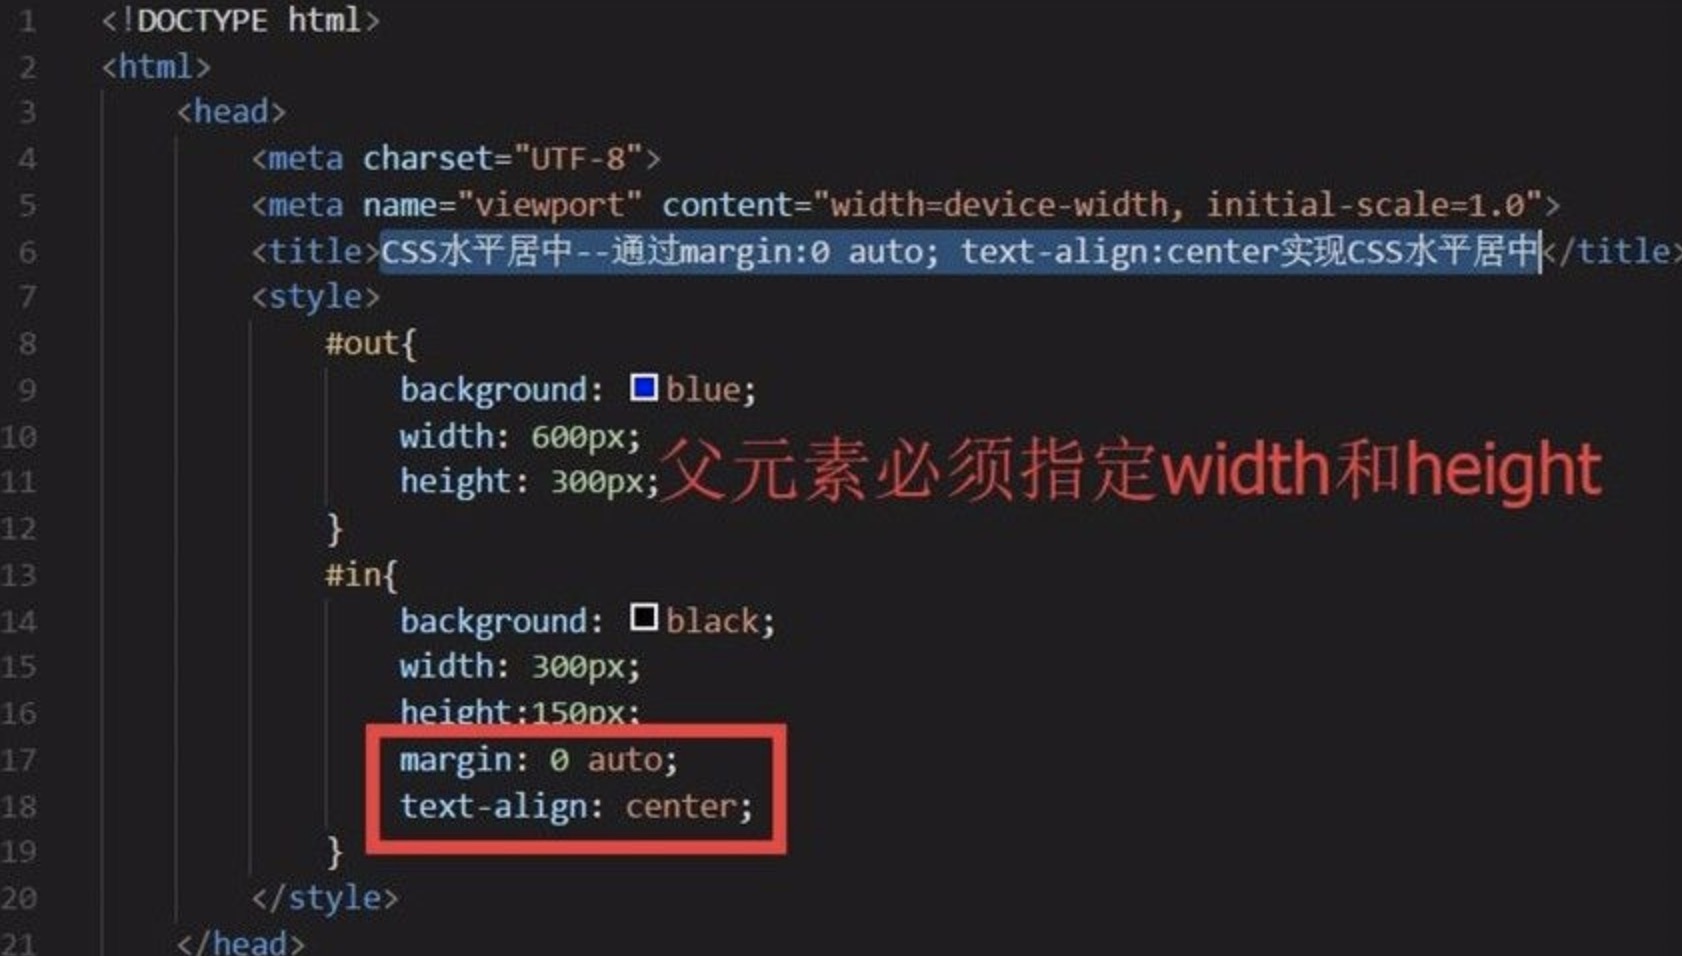 1 <!DOCTYPE html>
2 <html>
3 <head>
4 <meta charset="UTF-8">
5 <meta name="viewport" content="width=device-width, initial-scale=1.0">
6 <title>CSS水平居中--通过margin:0 auto; text-align:center实现CSS水平居中</title>
7 <style>
8 #out{
9 background: blue;
10 width: 600px;
11 height: 300px;
父元素必须指定width和height
12 }
13 #in{
14 background: black;
15 width: 300px;
16 height:150px;
17 margin: 0 auto;
18 text-align: center;
19 }
20 </style>
21 </head>